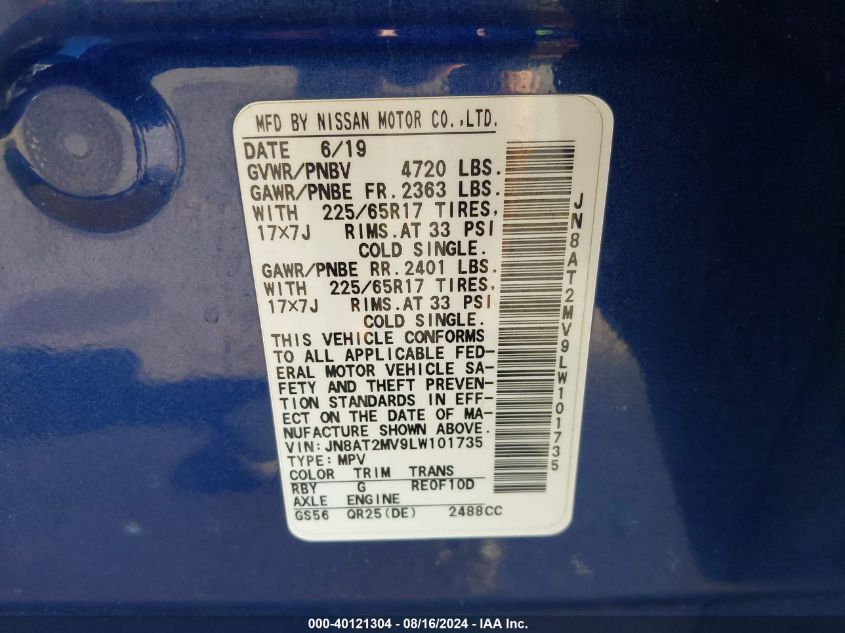 MFD BY NISSAN MOTOR CO.,LTD.
DATE 6/19
GVWR/PNBV 4720 LBS.
GAWR/PNBE FR. 2363 LBS.
WITH 225/65R17 TIRES,
17×7J RIMS.AT 33 PSI
COLD SINGLE.
GAWR/PNBE RR. 2401 LBS.
WITH 225/65R17 TIRES,
17×7J RIMS.AT 33 PSI
COLD SINGLE.
THIS VEHICLE CONFORMS
TO ALL APPLICABLE FED-
ERAL MOTOR VEHICLE SA-
FETY AND THEFT PREVEN-
TION STANDARDS IN EFF-
ECT ON THE DATE OF MA-
NUFACTURE SHOWN ABOVE.
VIN: JN8AT2MV9LW101735
TYPE: MPV
COLOR TRIM TRANS
RBY G RE0F10D
AXLE ENGINE
GS56 QR25(DE) 2488CC
JN8AT2MV9LW101735
000-40121304 - 08/16/2024 - IAA Inc.